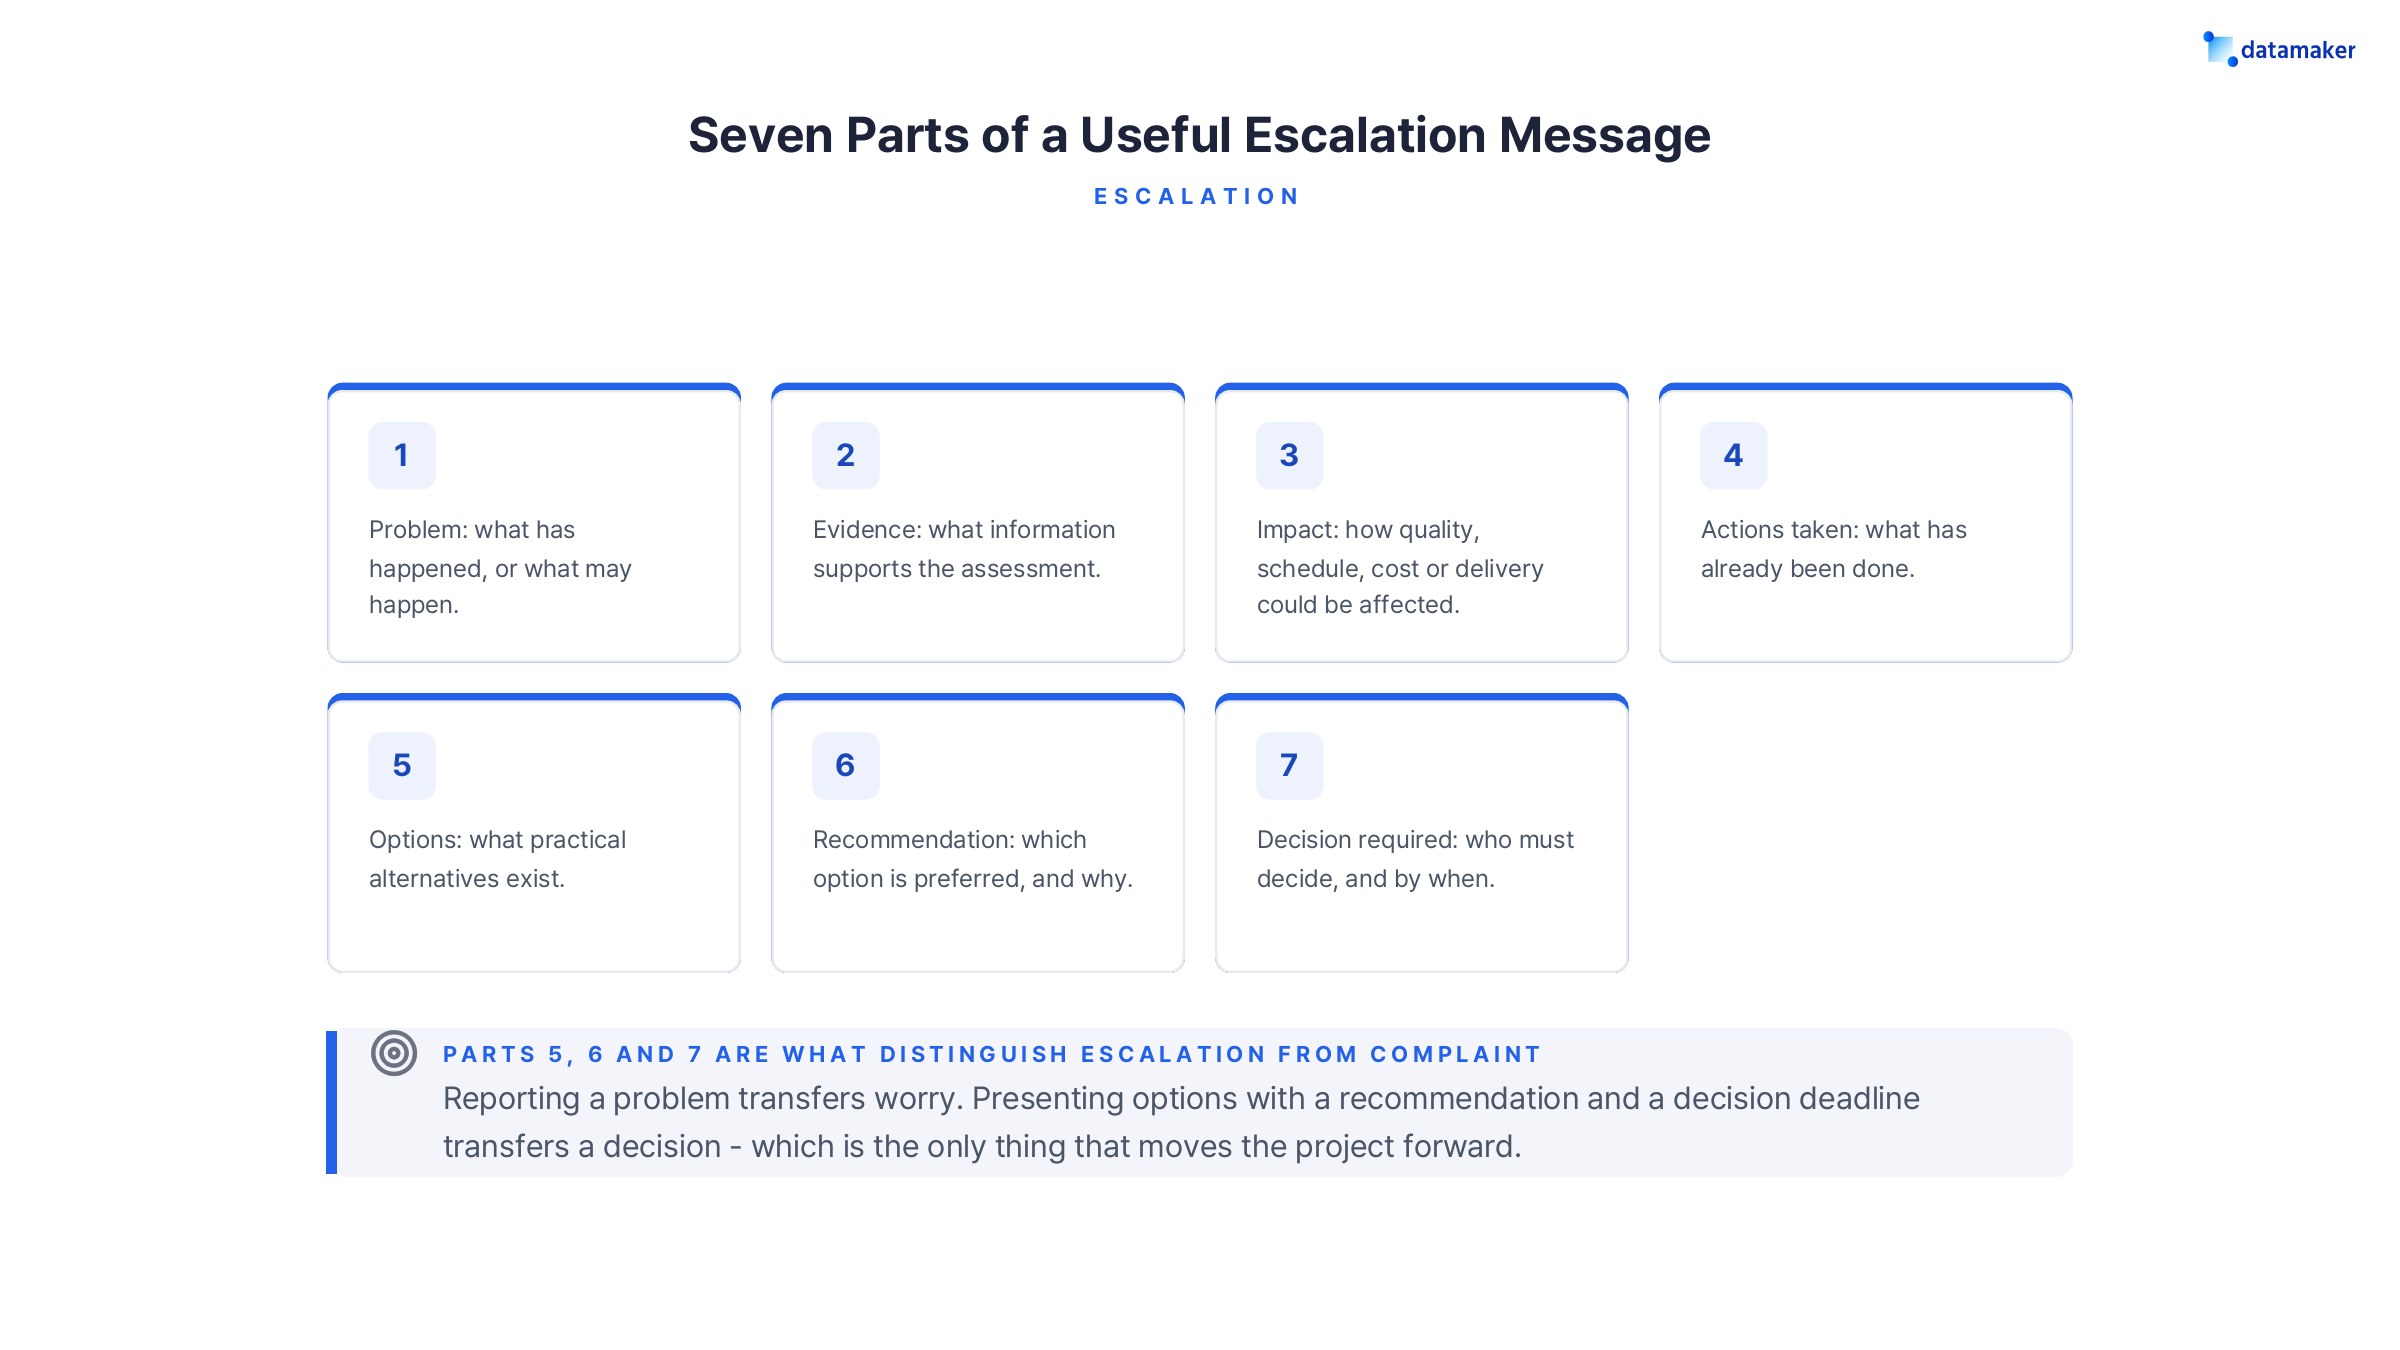 datamaker
Seven Parts of a Useful Escalation Message
ESCALATION
1
Problem: what has
happened, or what may
happen.
2
Evidence: what information
supports the assessment.
3
Impact: how quality,
schedule, cost or delivery
could be affected.
4
Actions taken: what has
already been done.
5
Options: what practical
alternatives exist.
6
Recommendation: which
option is preferred, and why.
7
Decision required: who must
decide, and by when.
PARTS 5, 6 AND 7 ARE WHAT DISTINGUISH ESCALATION FROM COMPLAINT
Reporting a problem transfers worry. Presenting options with a recommendation and a decision deadline
transfers a decision - which is the only thing that moves the project forward.